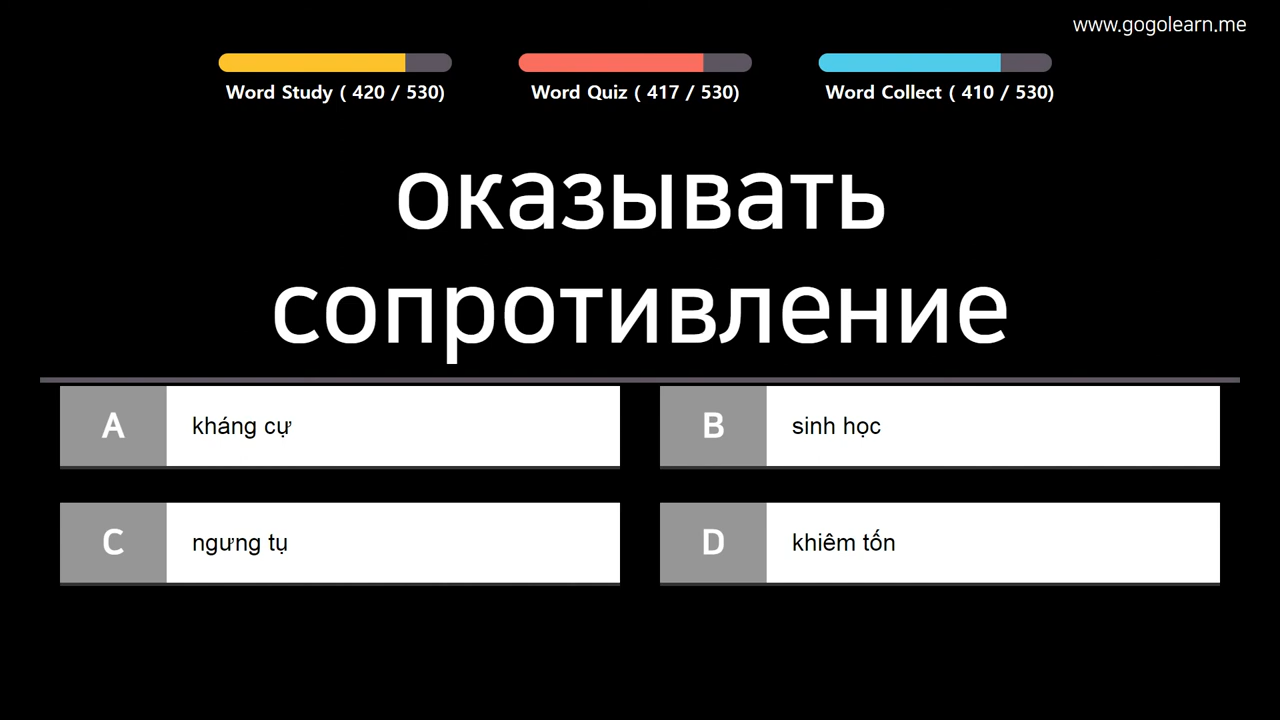 www.gogolearn.me
Word Study ( 420 / 530)
Word Quiz ( 417 / 530)
Word Collect ( 410 / 530)
оказывать
сопротивление
A
kháng cự
B
sinh học
C
ngưng tụ
D
khiêm tốn